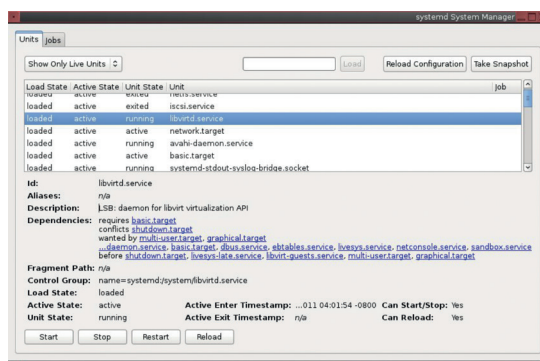 systemd System Manager
Units Jobs
Show Only Live Units Load Reload Configuration Take Snapshot
Load State Active State Unit State Unit Job
loaded active exited netfs.service
loaded active exited iscsi.service
loaded active running libvirtd.service
loaded active active network.target
loaded active running avahi-daemon.service
loaded active active basic.target
loaded active running systemd-stdout-syslog-bridge.socket
Id: libvirtd.service
Aliases: n/a
Description: LSB: daemon for libvirt virtualization API
Dependencies: requires basic.target
conflicts shutdown.target
wanted by multi-user.target, graphical.target
...daemon.service, basic.target, dbus.service, ebtables.service, livesys.service, netconsole.service, sandbox.service
before shutdown.target, livesys-late.service, libvirt-guests.service, multi-user.target, graphical.target
Fragment Path: n/a
Control Group: name=systemd:/system/libvirtd.service
Load State: loaded
Active State: active Active Enter Timestamp: ...011 04:01:54 -0800 Can Start/Stop: Yes
Unit State: running Active Exit Timestamp: n/a Can Reload: Yes
Start Stop Restart Reload